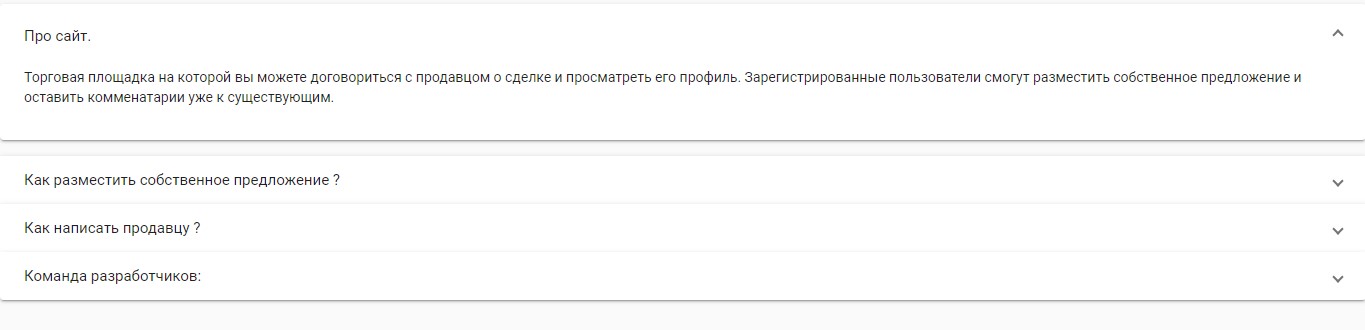 Про сайт.
Торговая площадка на которой вы можете договориться с продавцом о сделке и просматреть его профиль. Зарегистрированные пользователи смогут разместить собственное предложение и
оставить комменатарии уже к существующим.
Как разместить собственное предложение ?
Как написать продавцу ?
Команда разработчиков: